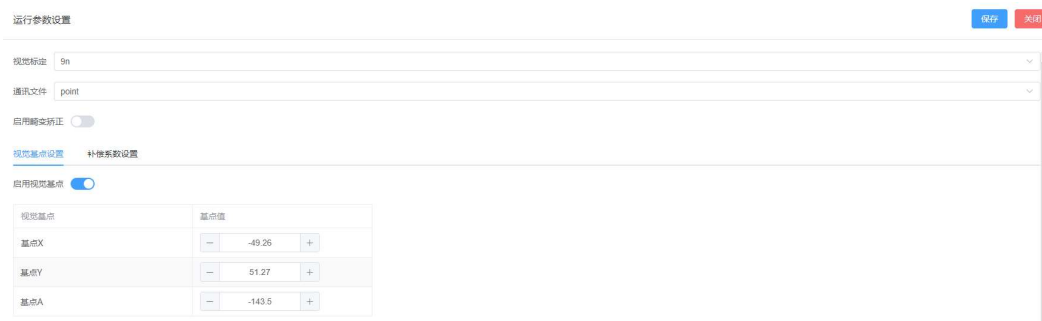 运行参数设置 保存 关闭
视觉标定 9n
通讯文件 point
启用畸变矫正
视觉基点设置 补偿系数设置
启用视觉基点
视觉基点 基点值
基点X − -49.26 +
基点Y − 51.27 +
基点A − -143.5 +